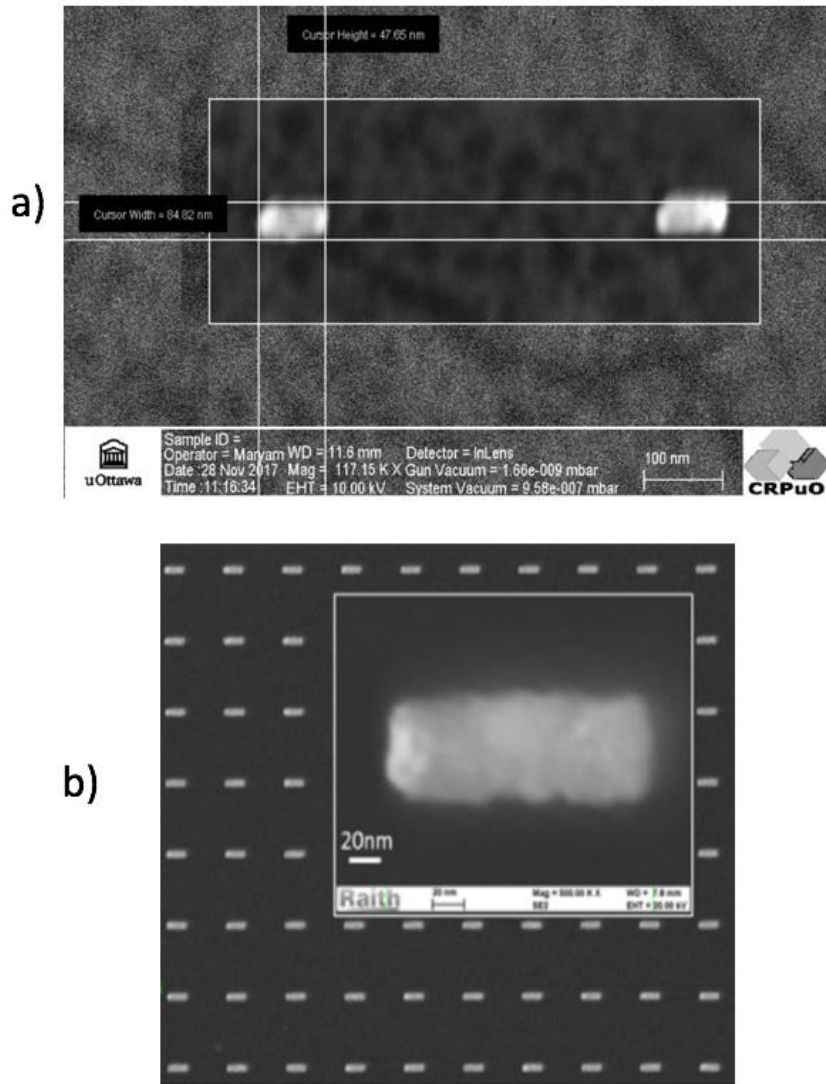 Cursor Height = 47.65 nm
a)
Cursor Width = 84.82 nm
uOttawa
Sample ID =
Operator = Maryam WD = 11.6 mm Detector = InLens
Date :28 Nov 2017 Mag = 117.15 K X Gun Vacuum = 1.66e-009 mbar
Time :11:16:34 EHT = 10.00 kV System Vacuum = 9.58e-007 mbar
100 nm
CRPuO
b)
20nm
Raith
20 nm
Mag = 500.00 K X
WD = 7.6 mm
SE2
EHT = 20.00 kV